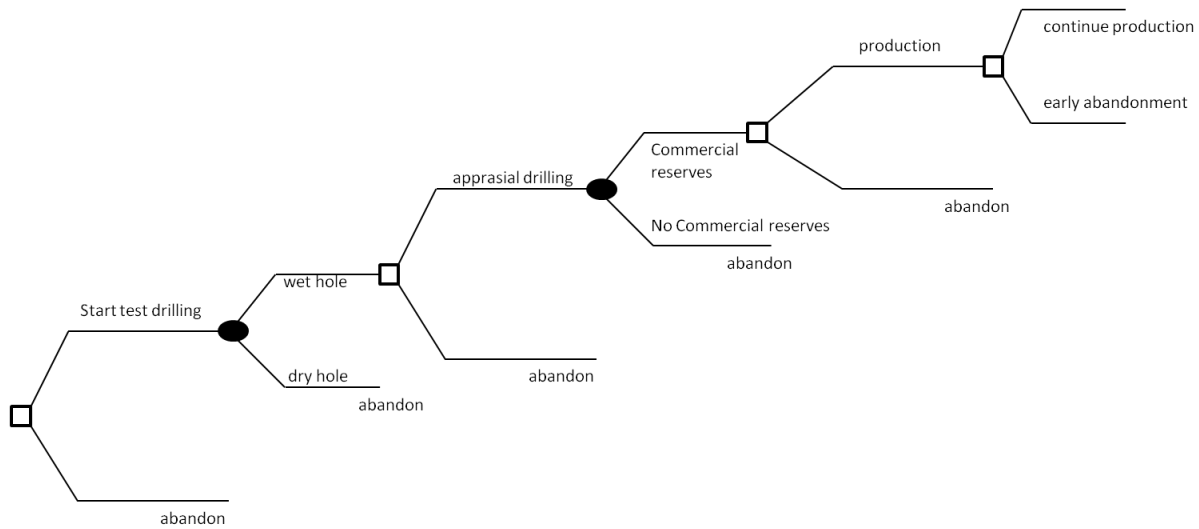 continue production
production
early abandonment
Commercial
reserves
apprasial drilling
abandon
No Commercial reserves
abandon
wet hole
Start test drilling
dry hole
abandon
abandon
abandon